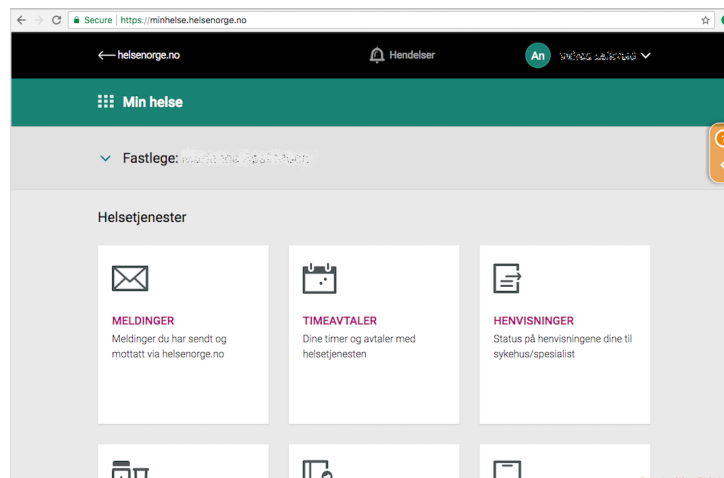 Secure | https://minhelse.helsenorge.no
helsenorge.no
Hendelser
An
Min helse
Fastlege:
Helsetjenester
MELDINGER
Meldinger du har sendt og
mottatt via helsenorge.no
TIMEAVTALER
Dine timer og avtaler med
helsetjenesten
HENVISNINGER
Status på henvisningene dine til
sykehus/spesialist